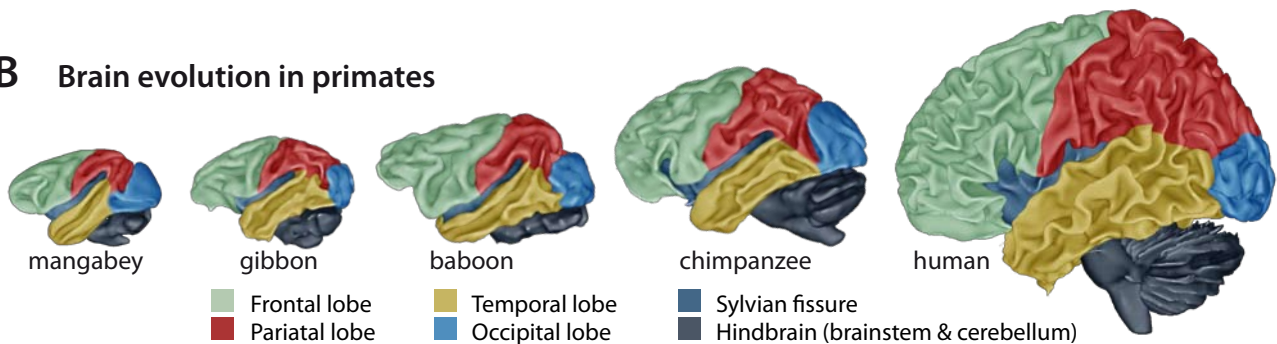 B Brain evolution in primates
mangabey gibbon baboon chimpanzee human
Frontal lobe Temporal lobe Sylvian fissure
Pariatal lobe Occipital lobe Hindbrain (brainstem & cerebellum)